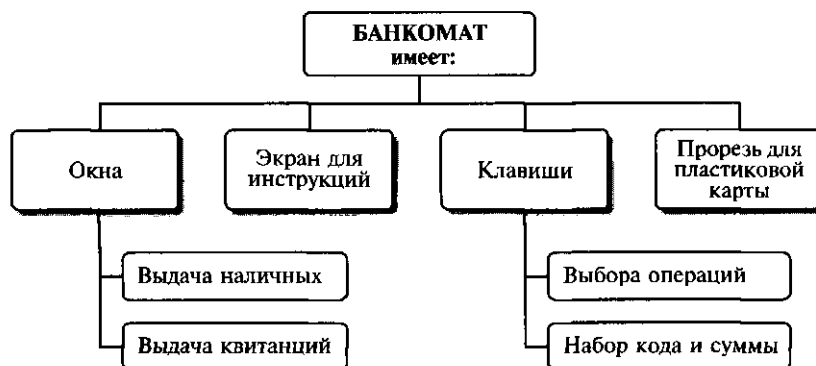 БАНКОМАТ
имеет:
Окна
Экран для
инструкций
Клавиши
Прорезь для
пластиковой
карты
Выдача наличных
Выдача квитанций
Выбора операций
Набор кода и суммы